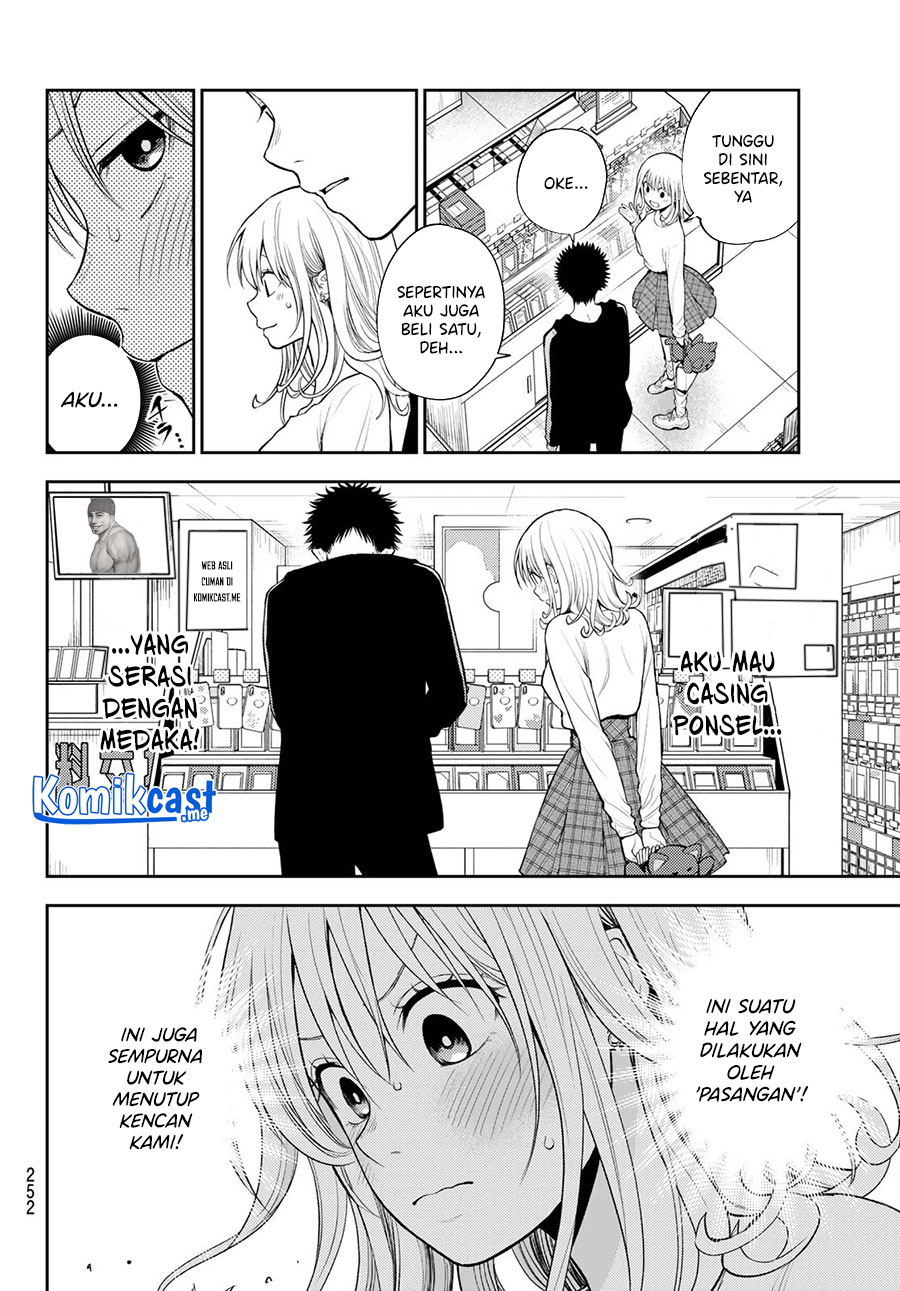 TUNGGU
DI SINI
SEBENTAR,
YA
OKE...
SEPERTINYA
AKU JUGA
BELI SATU,
DEH...
AKU...
チラ…
AKU MAU
CASING
PONSEL...
WEB ASLI
CUMAN DI
KOMIKCAST.ME
...YANG
SERASI
DENGAN
MEDAKA!
Komikcast
.me
INI SUATU
HAL YANG
DILAKUKAN
OLEH
'PASANGAN'!
INI JUGA
SEMPURNA
UNTUK
MENUTUP
KENCAN
KAMI!
252